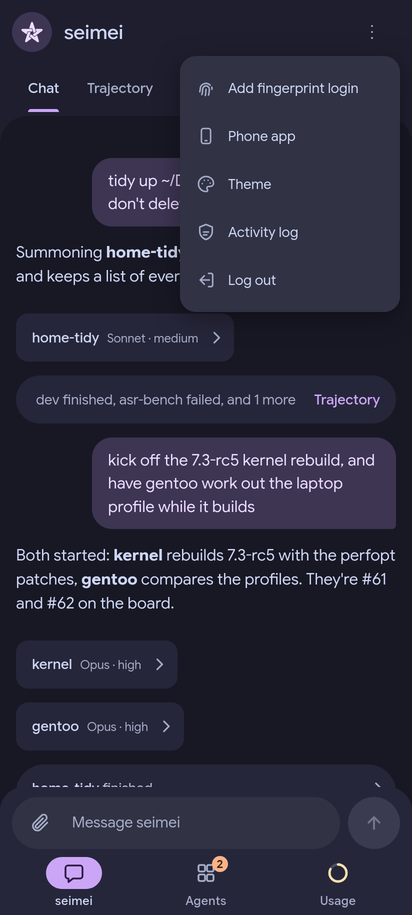 seimei
Chat
Trajectory
Add fingerprint login
Phone app
Theme
Activity log
Log out
tidy up ~/D
don't dele
Summoning home-tid
and keeps a list of ever
home-tidy Sonnet · medium
dev finished, asr-bench failed, and 1 more Trajectory
kick off the 7.3-rc5 kernel rebuild, and
have gentoo work out the laptop
profile while it builds
Both started: kernel rebuilds 7.3-rc5 with the perfopt
patches, gentoo compares the profiles. They're #61
and #62 on the board.
kernel Opus · high
gentoo Opus · high
home-tidy finished
Message seimei
2
seimei
Agents
Usage